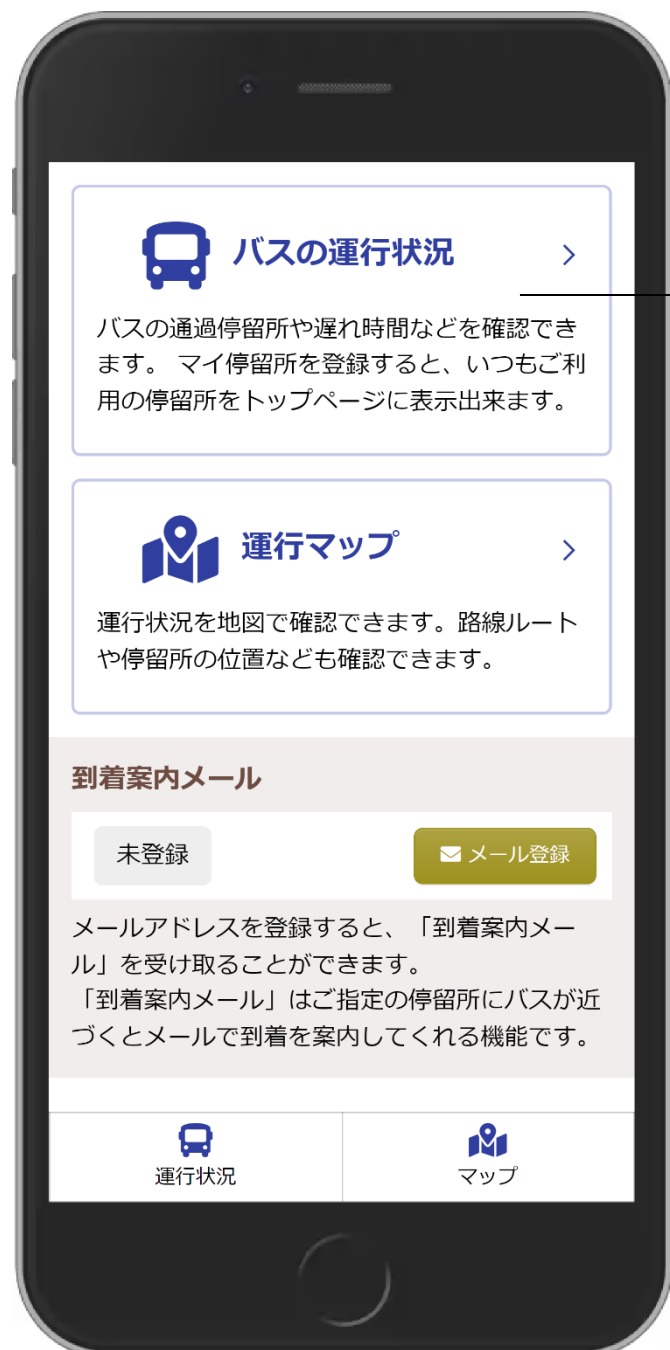 バスの運行状況
バスの通過停留所や遅れ時間などを確認でき
ます。 マイ停留所を登録すると、いつもご利
用の停留所をトップページに表示出来ます。
運行マップ
運行状況を地図で確認できます。路線ルート
や停留所の位置なども確認できます。
到着案内メール
未登録
メール登録
メールアドレスを登録すると、「到着案内メー
ル」を受け取ることができます。
「到着案内メール」はご指定の停留所にバスが近
づくとメールで到着を案内してくれる機能です。
運行状況
マップ